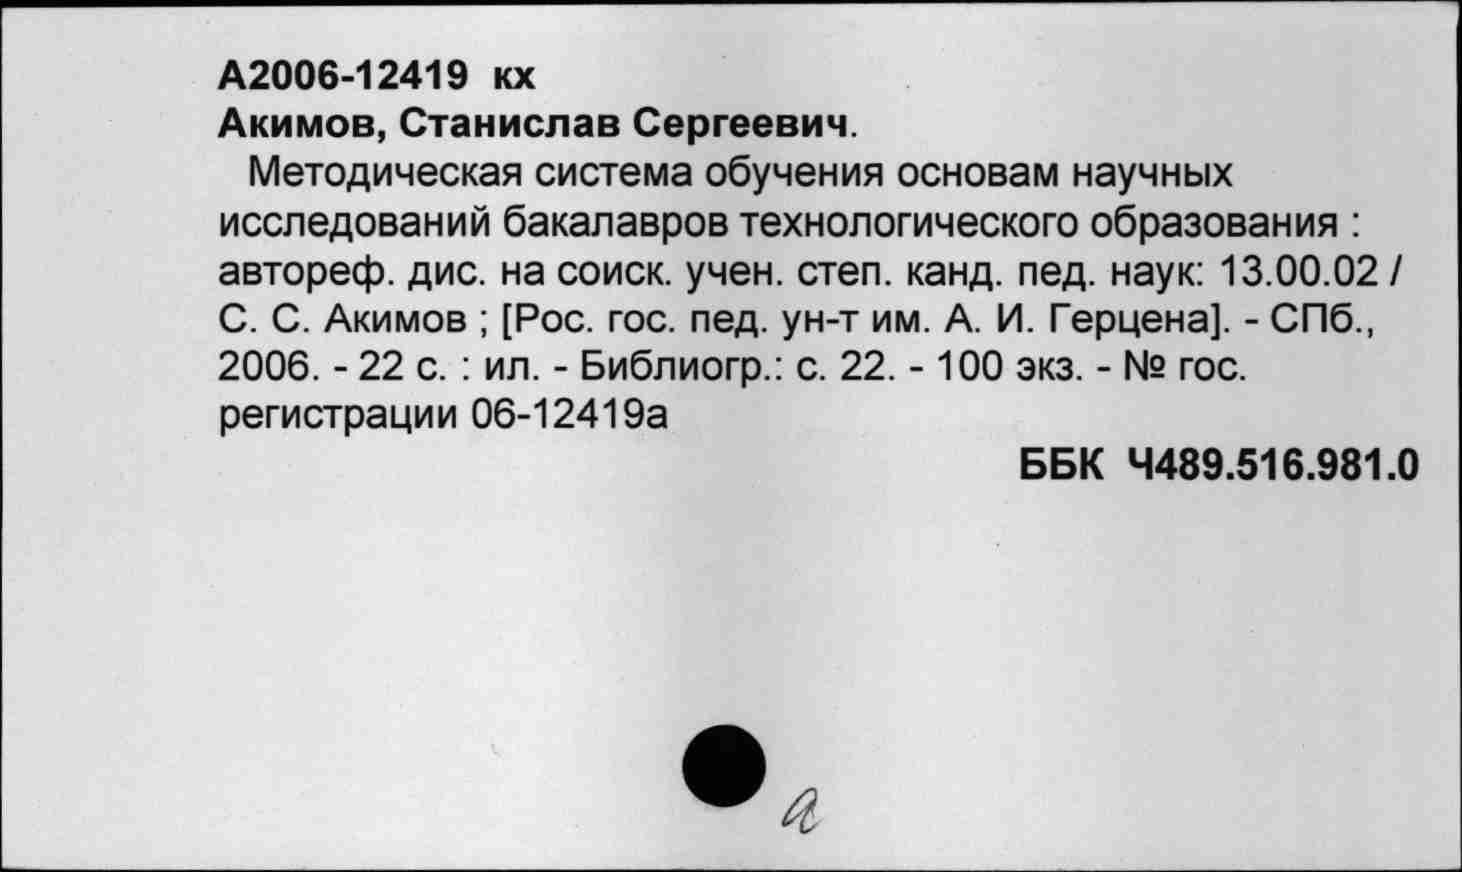 А2006-12419 кх
Акимов, Станислав Сергеевич.
Методическая система обучения основам научных
исследований бакалавров технологического образования :
автореф. дис. на соиск. учен. степ. канд. пед. наук: 13.00.02 /
С. С. Акимов ; [Рос. гос. пед. ун-т им. А. И. Герцена]. - СПб.,
2006. - 22 с. : ил. - Библиогр.: с. 22. - 100 экз. - № гос.
регистрации 06-12419а
ББК Ч489.516.981.0
а